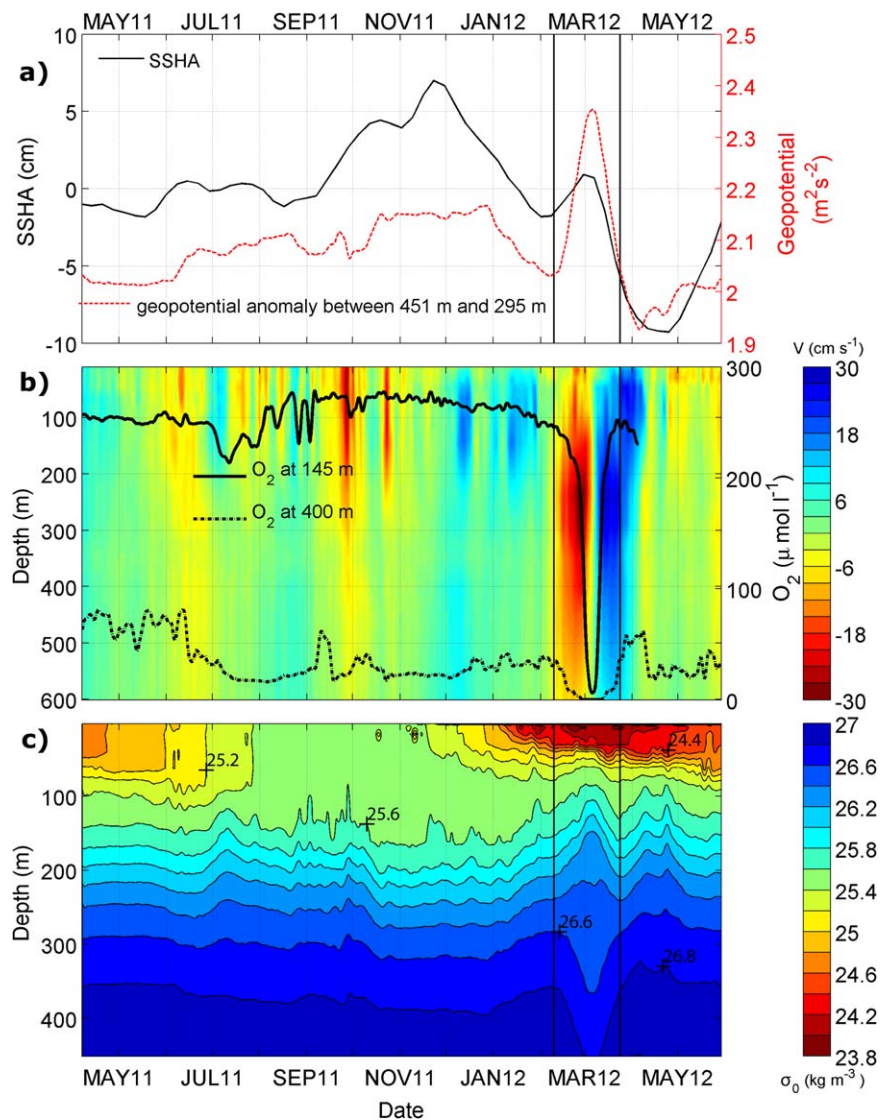 MAY11 JUL11 SEP11 NOV11 JAN12 MAR12 MAY12
a)
10
5
0
-5
-10
SSHA (cm)
SSHA
geopotential anomaly between 451 m and 295 m
2.5
2.4
2.3
2.2
2.1
2
1.9
Geopotential
(m² s⁻²)
b)
100
200
300
400
500
600
Depth (m)
O₂ at 145 m
O₂ at 400 m
300
200
100
0
O₂ (μ mol l⁻¹)
V (cm s⁻¹)
30
18
6
-6
-18
-30
c)
100
200
300
400
Depth (m)
25.2
25.6
26.6
26.8
24.4
27
26.6
26.2
25.8
25.4
25
24.6
24.2
23.8
σ₀ (kg m⁻³)
MAY11 JUL11 SEP11 NOV11 JAN12 MAR12 MAY12
Date